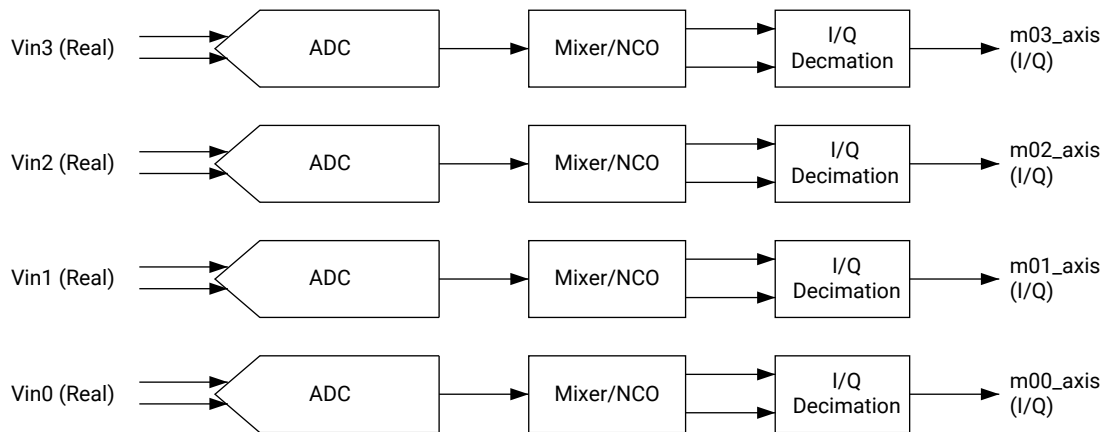 Vin3 (Real)
ADC
Mixer/NCO
I/Q
Decmation
m03_axis
(I/Q)
Vin2 (Real)
ADC
Mixer/NCO
I/Q
Decimation
m02_axis
(I/Q)
Vin1 (Real)
ADC
Mixer/NCO
I/Q
Decimation
m01_axis
(I/Q)
Vin0 (Real)
ADC
Mixer/NCO
I/Q
Decimation
m00_axis
(I/Q)